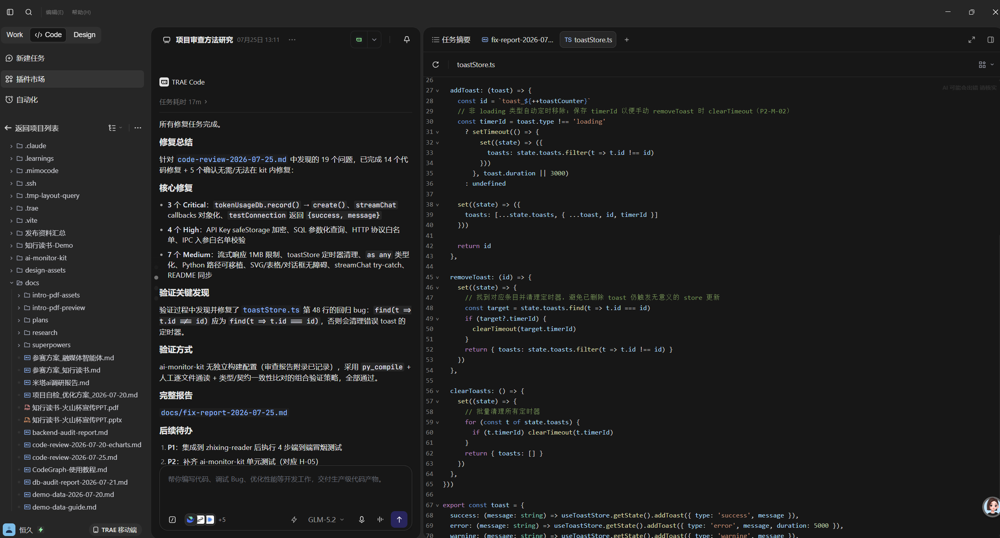 编辑(E) 帮助(H)
Work Code Design
新建任务
插件市场
自动化
返回项目列表
.claude
.learnings
.mimocode
.ssh
.tmp-layout-query
.trae
.vite
发布资料汇总
知行读书-Demo
ai-monitor-kit
design-assets
docs
intro-pdf-assets
intro-pdf-preview
plans
research
superpowers
参赛方案_融媒体智能体.md
参赛方案_知行读书.md
米塔ai调研报告.md
项目自检_优化方案_2026-07-20.md
知行读书-火山杯宣传PPT.pdf
知行读书-火山杯宣传PPT.pptx
backend-audit-report.md
code-review-2026-07-20-echarts.md
code-review-2026-07-25.md
CodeGraph-使用教程.md
db-audit-report-2026-07-21.md
demo-data-2026-07-20.md
demo-data-guide.md
恒久 TRAE 移动端
项目审查方法研究 07月25日 13:11
TRAE Code
任务耗时 17m
所有修复任务完成。
修复总结
针对 code-review-2026-07-25.md 中发现的 19 个问题，已完成 14 个代
码修复 + 5 个确认无需/无法在 kit 内修复：
核心修复
• 3 个 Critical：tokenUsageDb.record() → create()、streamChat
callbacks 对象化、testConnection 返回 {success, message}
• 4 个 High：API Key safeStorage 加密、SQL 参数化查询、HTTP 协议白名
单、IPC 入参白名单校验
• 7 个 Medium：流式响应 1MB 限制、toastStore 定时器清理、as any 类型
化、Python 路径可移植、SVG/表格/对话框无障碍、streamChat try-catch、
README 同步
验证关键发现
验证过程中发现并修复了 toastStore.ts 第 48 行的回归 bug：find(t =>
t.id !== id) 应为 find(t => t.id === id)，否则会清理错误 toast 的
定时器。
验证方式
ai-monitor-kit 无独立构建配置（审查报告附录已记录），采用 py_compile +
人工逐文件通读 + 类型/契约一致性比对的组合验证策略，全部通过。
完整报告
docs/fix-report-2026-07-25.md
后续待办
1. P1：集成到 zhixing-reader 后执行 4 步端到端冒烟测试
2. P2：补齐 ai-monitor-kit 单元测试（对应 H-05）
帮你编写代码、调试 Bug、优化性能等开发工作，交付生产级代码产物。
+5 GLM-5.2
任务摘要 fix-report-2026-07... TS toastStore.ts
toastStore.ts
AI 可能会出错 请核实
26
27 addToast: (toast) => {
28 const id = `toast_${++toastCounter}`
29 // 非 loading 类型自动定时移除；保存 timerId 以便手动 removeToast 时 clearTimeout（P2-M-02）
30 const timerId = toast.type !== 'loading'
31 ? setTimeout(() => {
32 set((state) => ({
33 toasts: state.toasts.filter(t => t.id !== id)
34 }))
35 }, toast.duration || 3000)
36 : undefined
37
38 set((state) => ({
39 toasts: [...state.toasts, { ...toast, id, timerId }]
40 }))
41
42 return id
43 },
44
45 removeToast: (id) => {
46 set((state) => {
47 // 找到对应条目并清理定时器，避免已删除 toast 仍触发无意义的 store 更新
48 const target = state.toasts.find(t => t.id === id)
49 if (target?.timerId) {
50 clearTimeout(target.timerId)
51 }
52 return { toasts: state.toasts.filter(t => t.id !== id) }
53 })
54 },
55
56 clearToasts: () => {
57 set((state) => {
58 // 批量清理所有定时器
59 for (const t of state.toasts) {
60 if (t.timerId) clearTimeout(t.timerId)
61 }
62 return { toasts: [] }
63 })
64 },
65 }))
66
67 export const toast = {
68 success: (message: string) => useToastStore.getState().addToast({ type: 'success', message }),
69 error: (message: string) => useToastStore.getState().addToast({ type: 'error', message, duration: 5000 }),
70 warning: (message: string) => useToastStore.getState().addToast({ type: 'warning', message }),